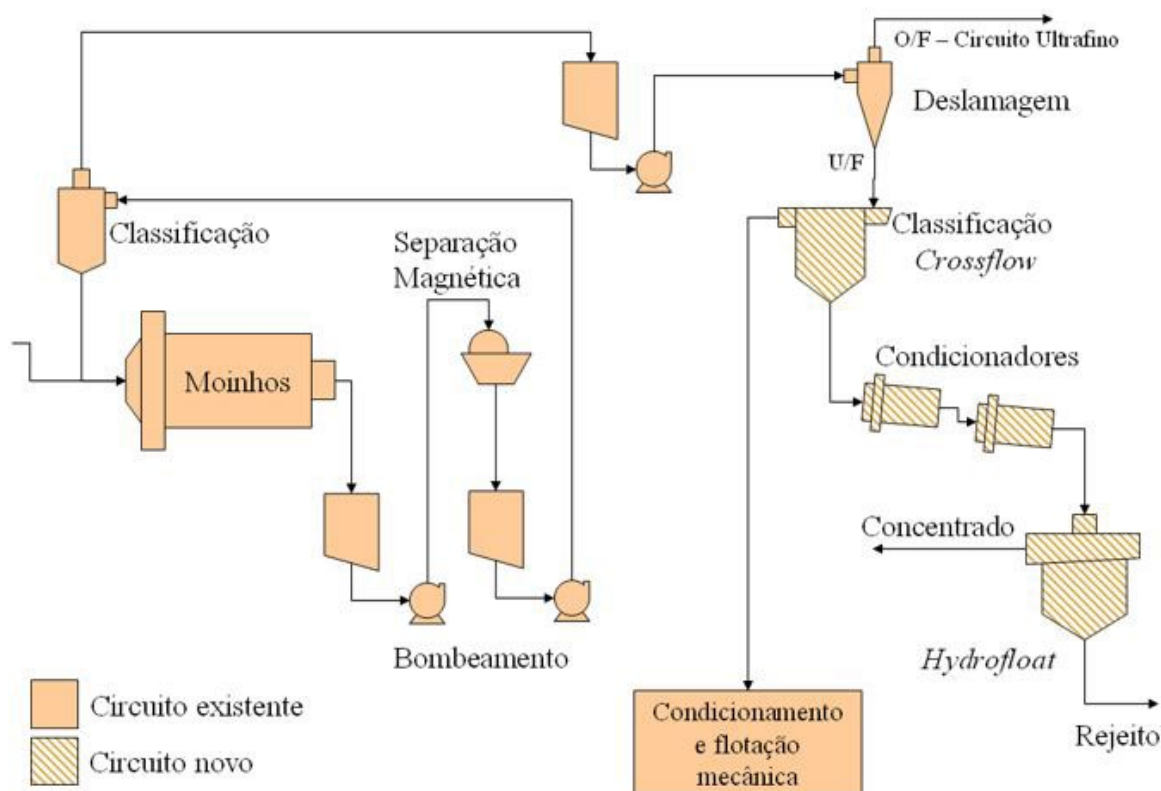 O/F – Circuito Ultrafino
Deslamagem
U/F
Classificação
Separação
Magnética
Classificação
Crossflow
Moinhos
Condicionadores
Concentrado
Bombeamento
Hydrofloat
Circuito existente
Circuito novo
Condicionamento
e flotação
mecânica
Rejeito